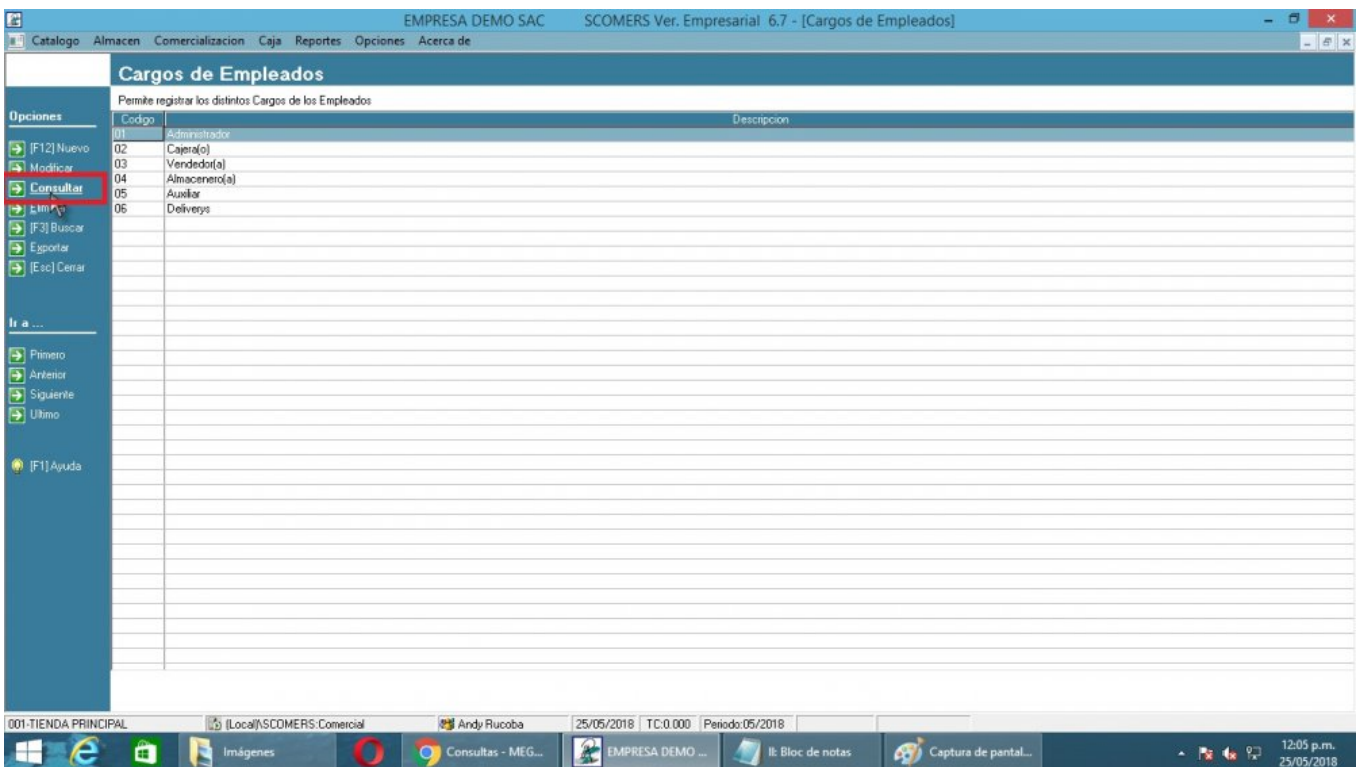 EMPRESA DEMO SAC SCOMERS Ver. Empresarial 6.7 - [Cargos de Empleados]
Catalogo Almacen Comercializacion Caja Reportes Opciones Acerca de
Cargos de Empleados
Permite registrar los distintos Cargos de los Empleados
Opciones
[F12] Nuevo
Modificar
Consultar
[F3] Buscar
Exportar
[Esc] Cerrar
Ir a ...
Primero
Anterior
Siguiente
Ultimo
[F1] Ayuda
Codigo Descripcion
01 Administrador
02 Cajera(o)
03 Vendedor(a)
04 Almacenero(a)
05 Auxiliar
06 Deliverys
001-TIENDA PRINCIPAL (Local)\SCOMERS:Comercial Andy Rucoba 25/05/2018 TC:0.000 Periodo:05/2018
Imágenes Consultas - MEG... EMPRESA DEMO ... II: Bloc de notas Captura de pantal... 12:05 p.m.
25/05/2018